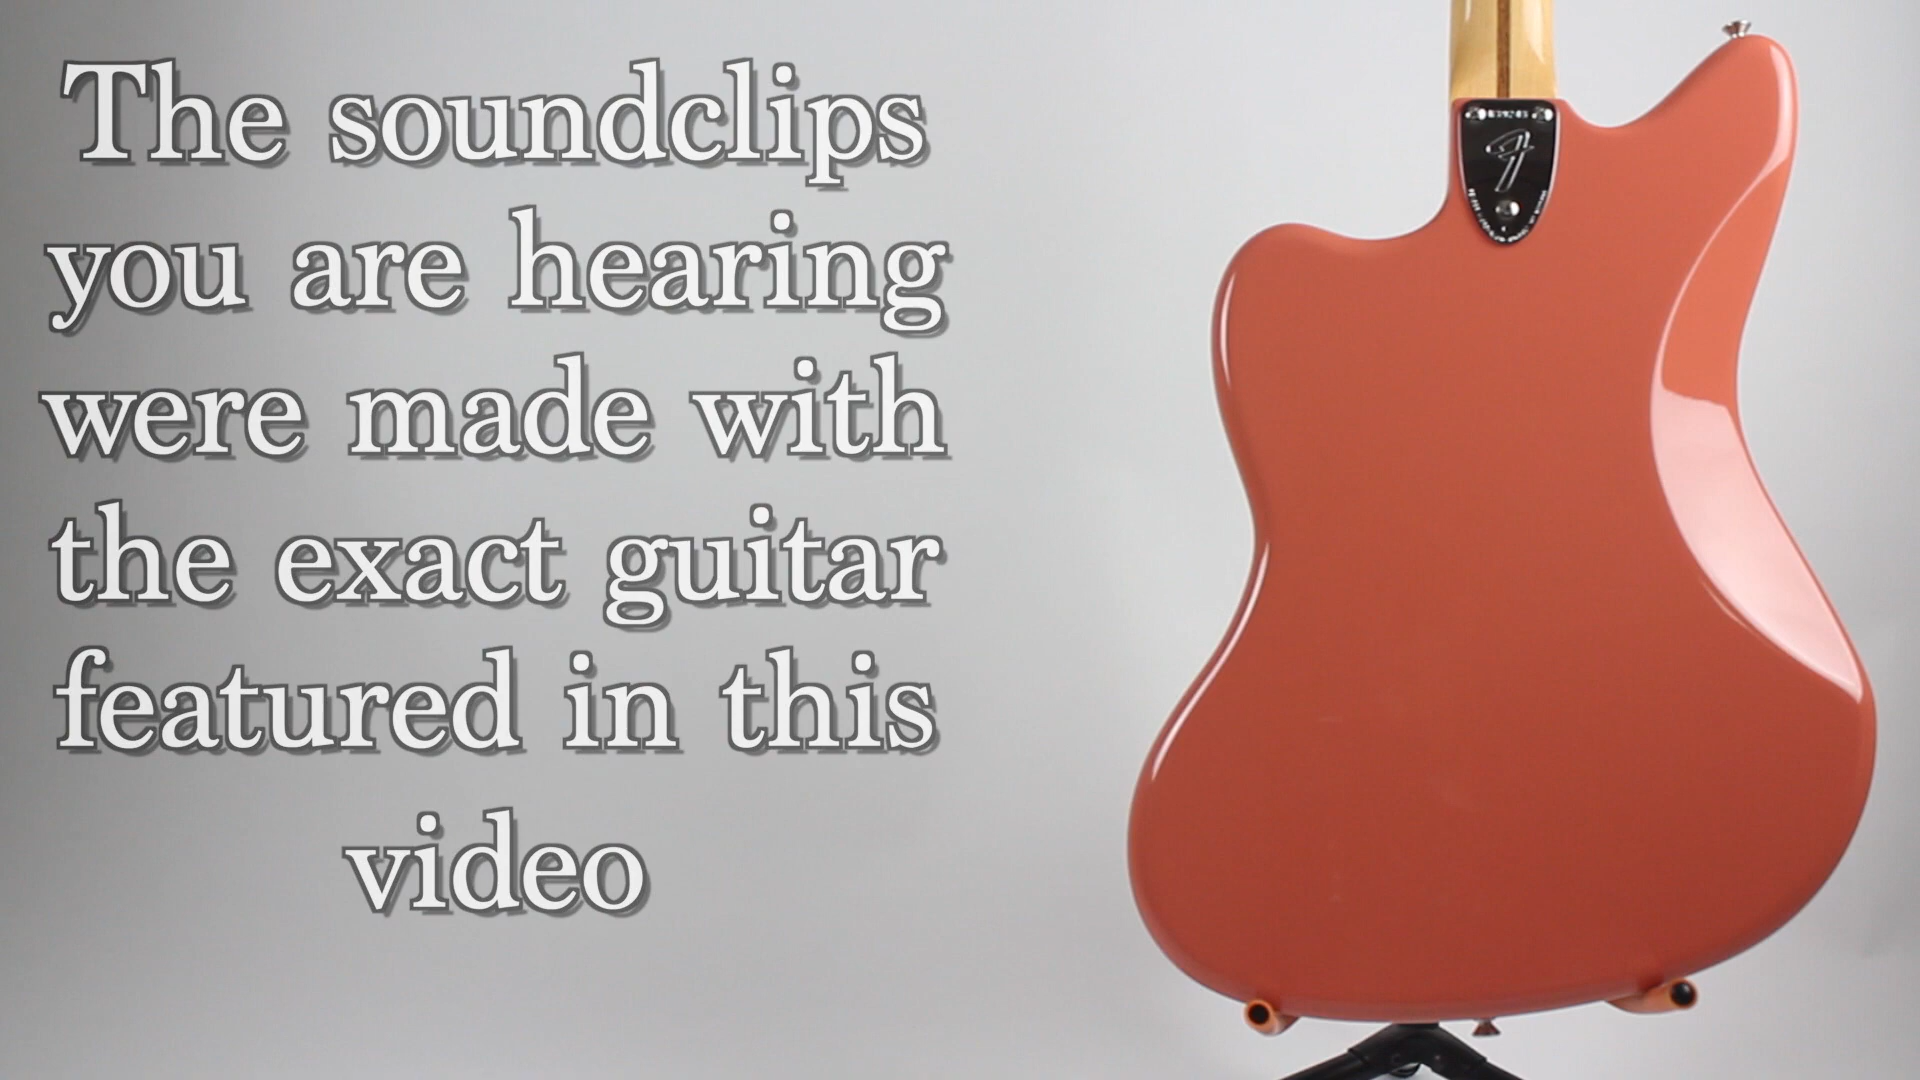 The soundclips
you are hearing
were made with
the exact guitar
featured in this
video
F